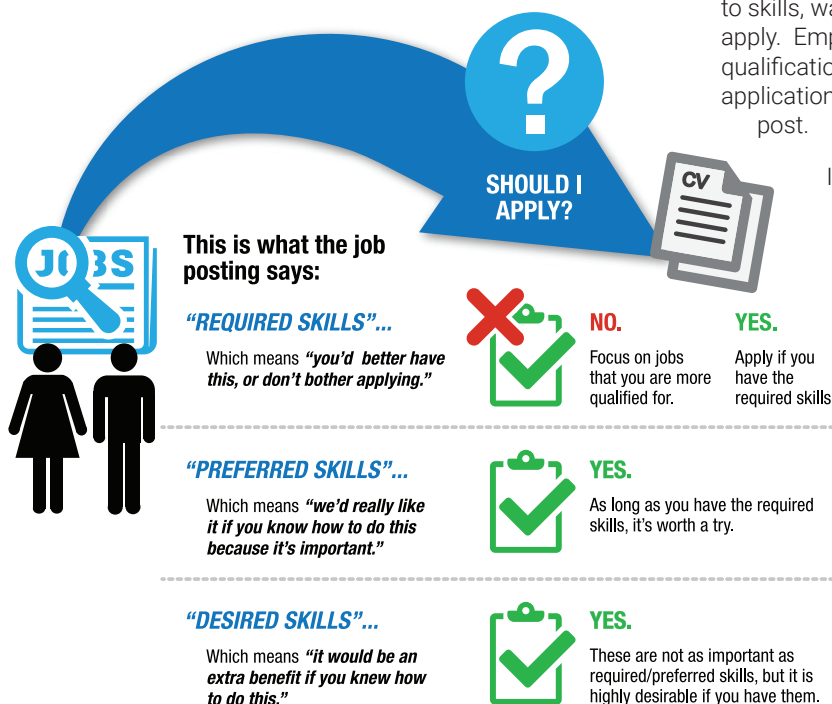 to skills, wa
apply. Emp
qualificatio
application
post.
I
?
SHOULD I
APPLY?
CV
JOBS
This is what the job
posting says:
“REQUIRED SKILLS”...
Which means “you’d better have
this, or don’t bother applying.”
NO.
Focus on jobs
that you are more
qualified for.
YES.
Apply if you
have the
required skills
“PREFERRED SKILLS”...
Which means “we’d really like
it if you know how to do this
because it’s important.”
YES.
As long as you have the required
skills, it’s worth a try.
“DESIRED SKILLS”...
Which means “it would be an
extra benefit if you knew how
to do this.”
YES.
These are not as important as
required/preferred skills, but it is
highly desirable if you have them.